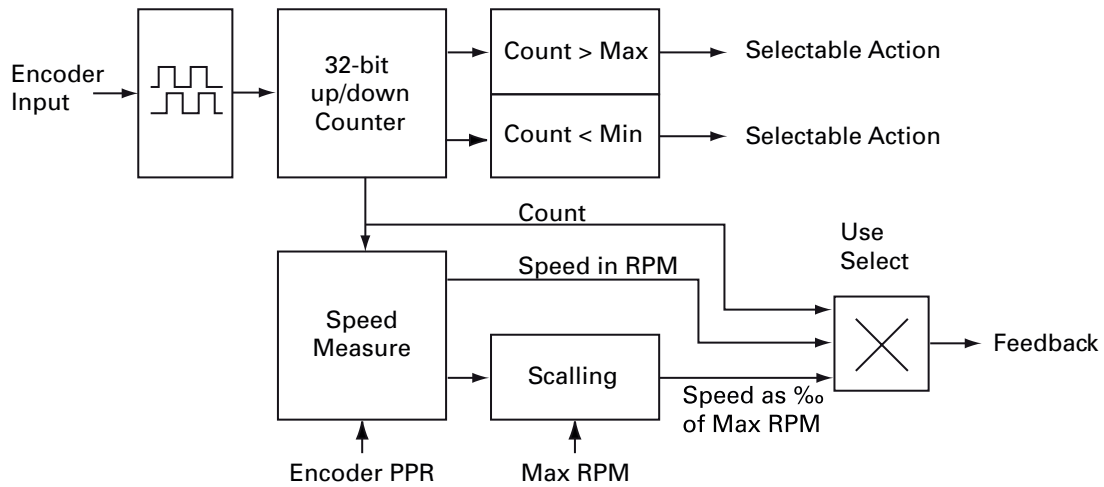 Encoder
Input
32-bit
up/down
Counter
Count > Max
Selectable Action
Count < Min
Selectable Action
Count
Use
Select
Speed in RPM
Speed
Measure
Scalling
Feedback
Speed as ‰
of Max RPM
Encoder PPR
Max RPM